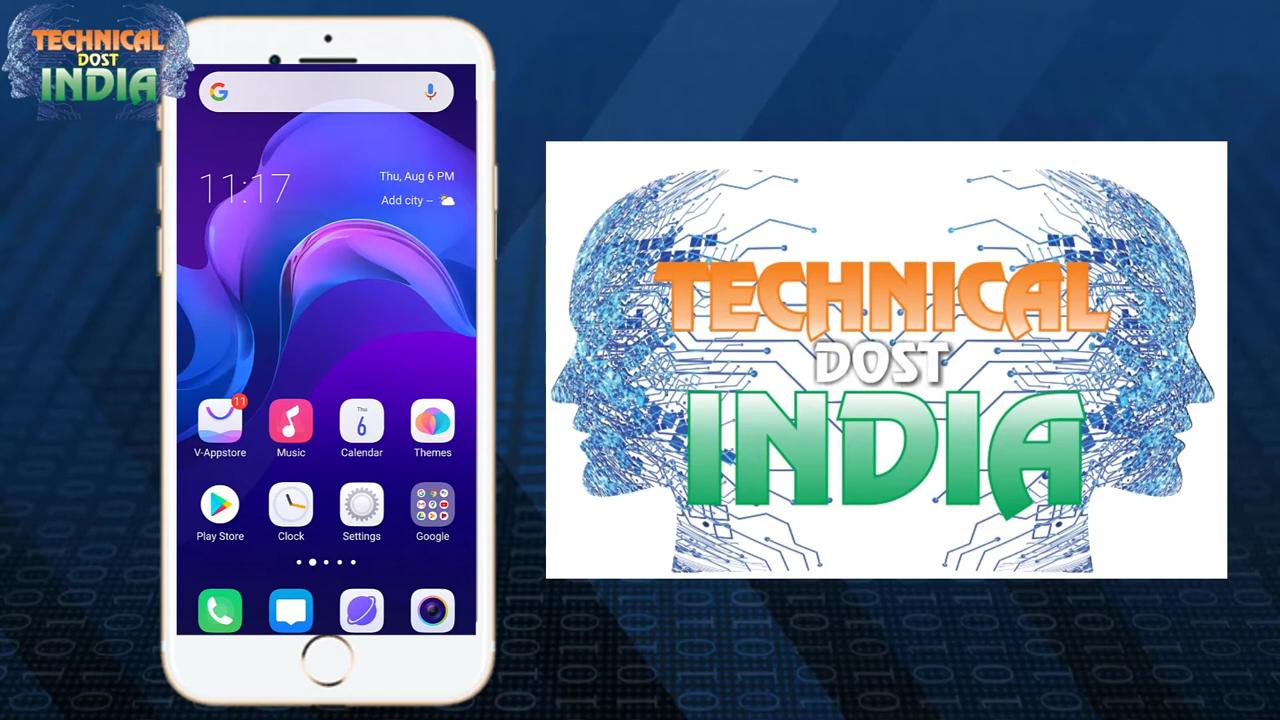 TECHNICAL
DOST
INDIA
G
11:17
Thu, Aug 6 PM
Add city –
11
Thu
6
V-Appstore
Music
Calendar
Themes
Play Store
Clock
Settings
Google
TECHNICAL
DOST
INDIA